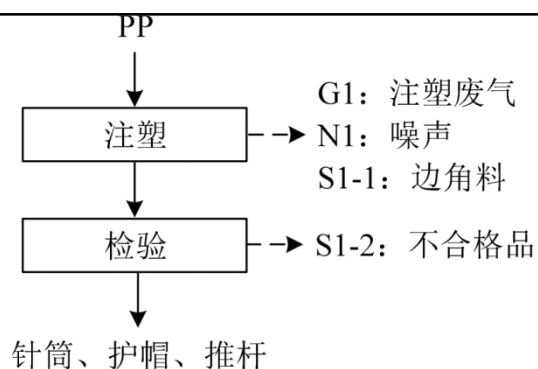 PP
注塑
G1：注塑废气
N1：噪声
S1-1：边角料
检验
S1-2：不合格品
针筒、护帽、推杆